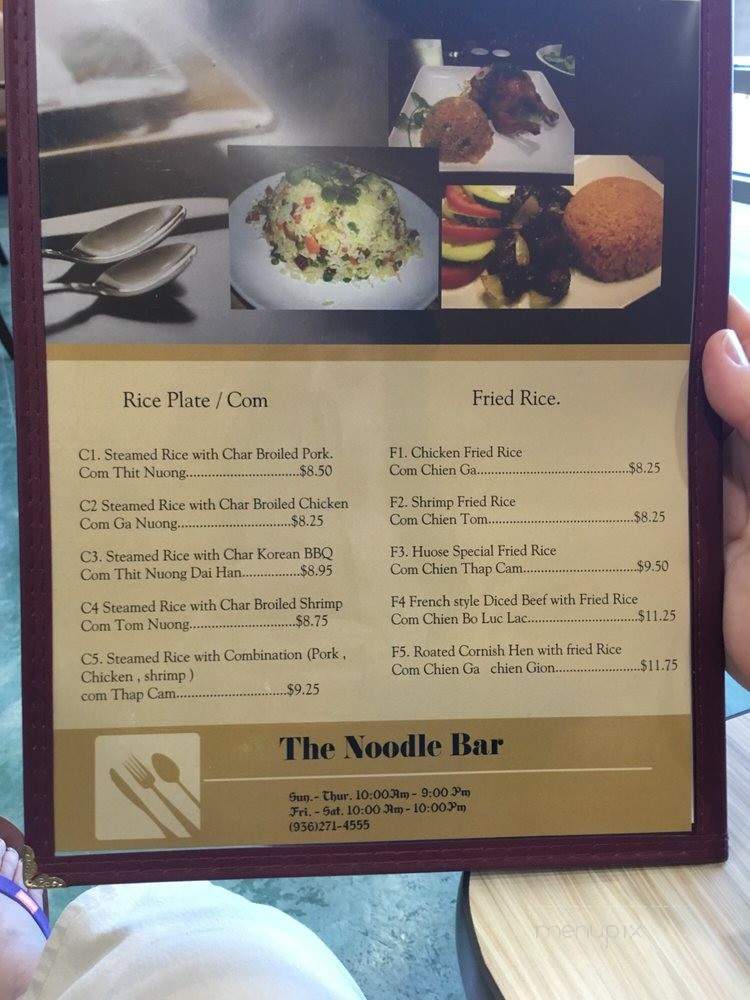 Rice Plate / Com
C1. Steamed Rice with Char Broiled Pork.
Com Thit Nuong..............................$8.50
C2 Steamed Rice with Char Broiled Chicken
Com Ga Nuong..............................$8.25
C3. Steamed Rice with Char Korean BBQ
Com Thit Nuong Dai Han...............$8.95
C4 Steamed Rice with Char Broiled Shrimp
Com Tom Nuong............................$8.75
C5. Steamed Rice with Combination (Pork ,
Chicken , shrimp )
com Thap Cam..............................$9.25
Fried Rice.
F1. Chicken Fried Rice
Com Chien Ga.........................................$8.25
F2. Shrimp Fried Rice
Com Chien Tom.......................................$8.25
F3. Huose Special Fried Rice
Com Chien Thap Cam...............................$9.50
F4 French style Diced Beef with Fried Rice
Com Chien Bo Luc Lac..............................$11.25
F5. Roated Cornish Hen with fried Rice
Com Chien Ga chien Gion.......................$11.75
The Noodle Bar
Sun.- Thur. 10:00Am - 9:00 Pm
Fri. - Sat. 10:00 Am - 10:00Pm
(936)271-4555
menupix